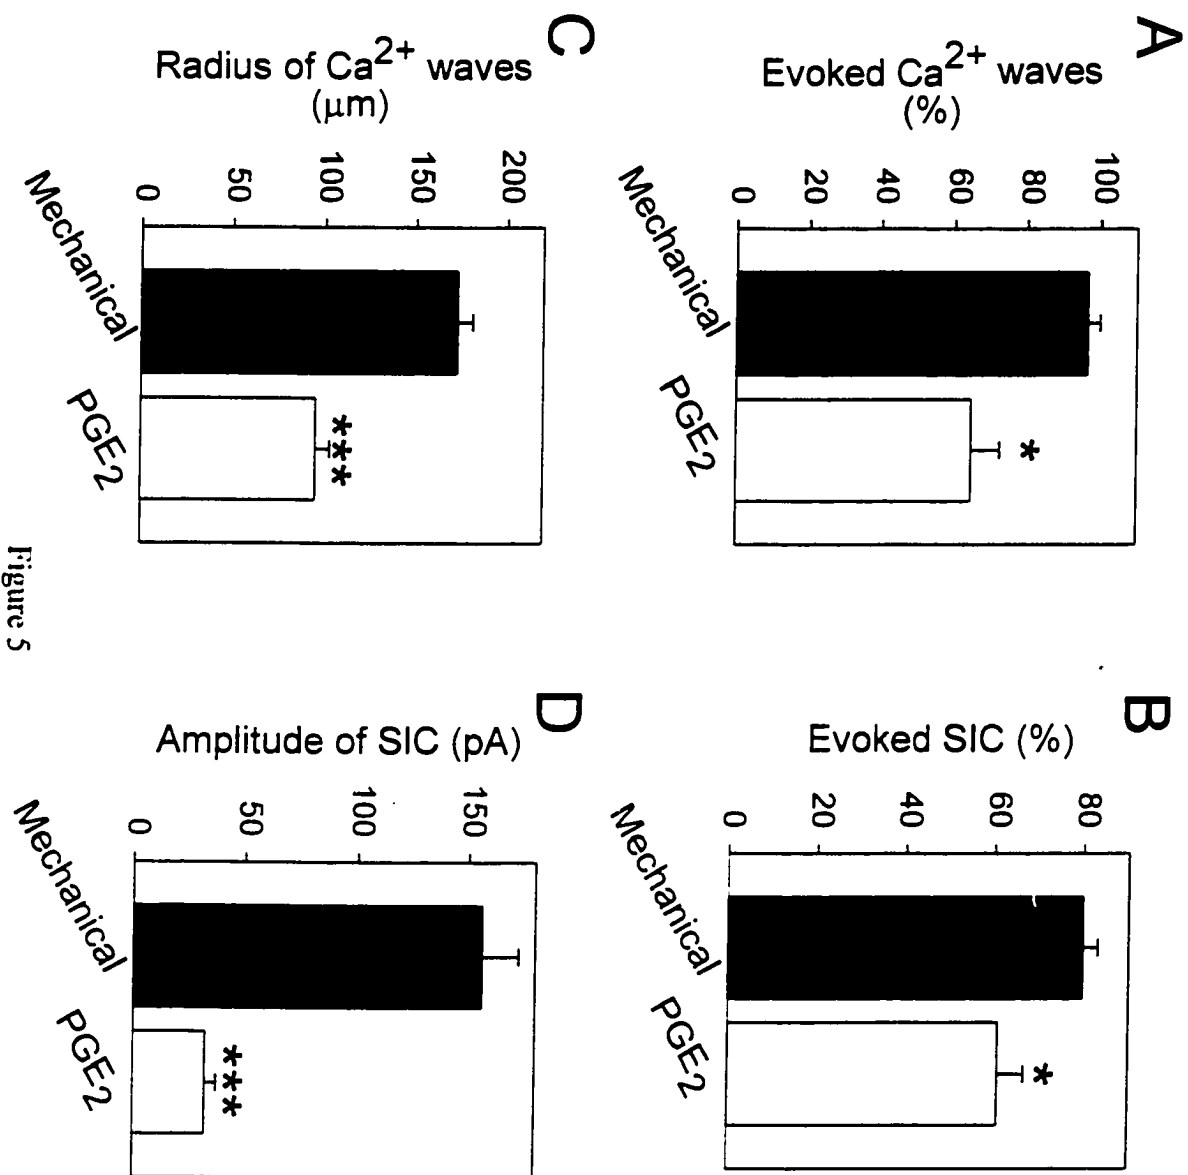 A
Evoked Ca2+ waves
(%)
100
80
60
40
20
0
Mechanical
PGE2
*
B
Evoked SIC (%)
80
60
40
20
0
Mechanical
PGE2
*
C
Radius of Ca2+ waves
(μm)
200
150
100
50
0
Mechanical
PGE2
***
D
Amplitude of SIC (pA)
150
100
50
0
Mechanical
PGE2
***
Figure 5